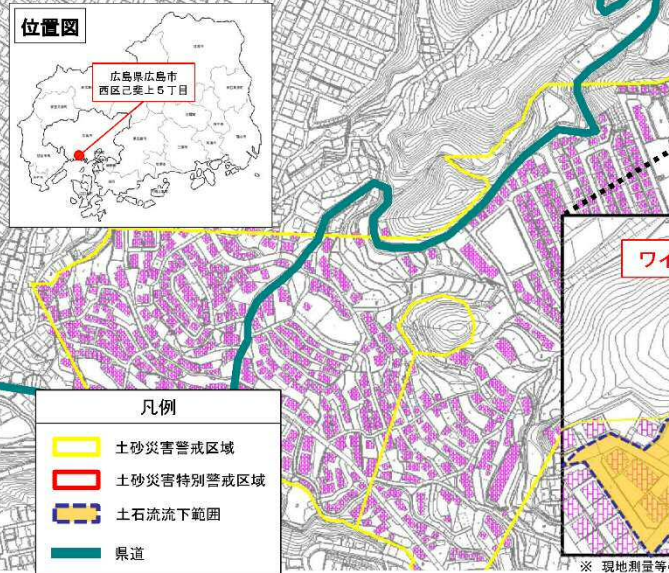 位置図
広島県広島市
西区己斐上5丁目
ワイ
凡例
土砂災害警戒区域
土砂災害特別警戒区域
土石流流下範囲
県道
※ 現地測量等